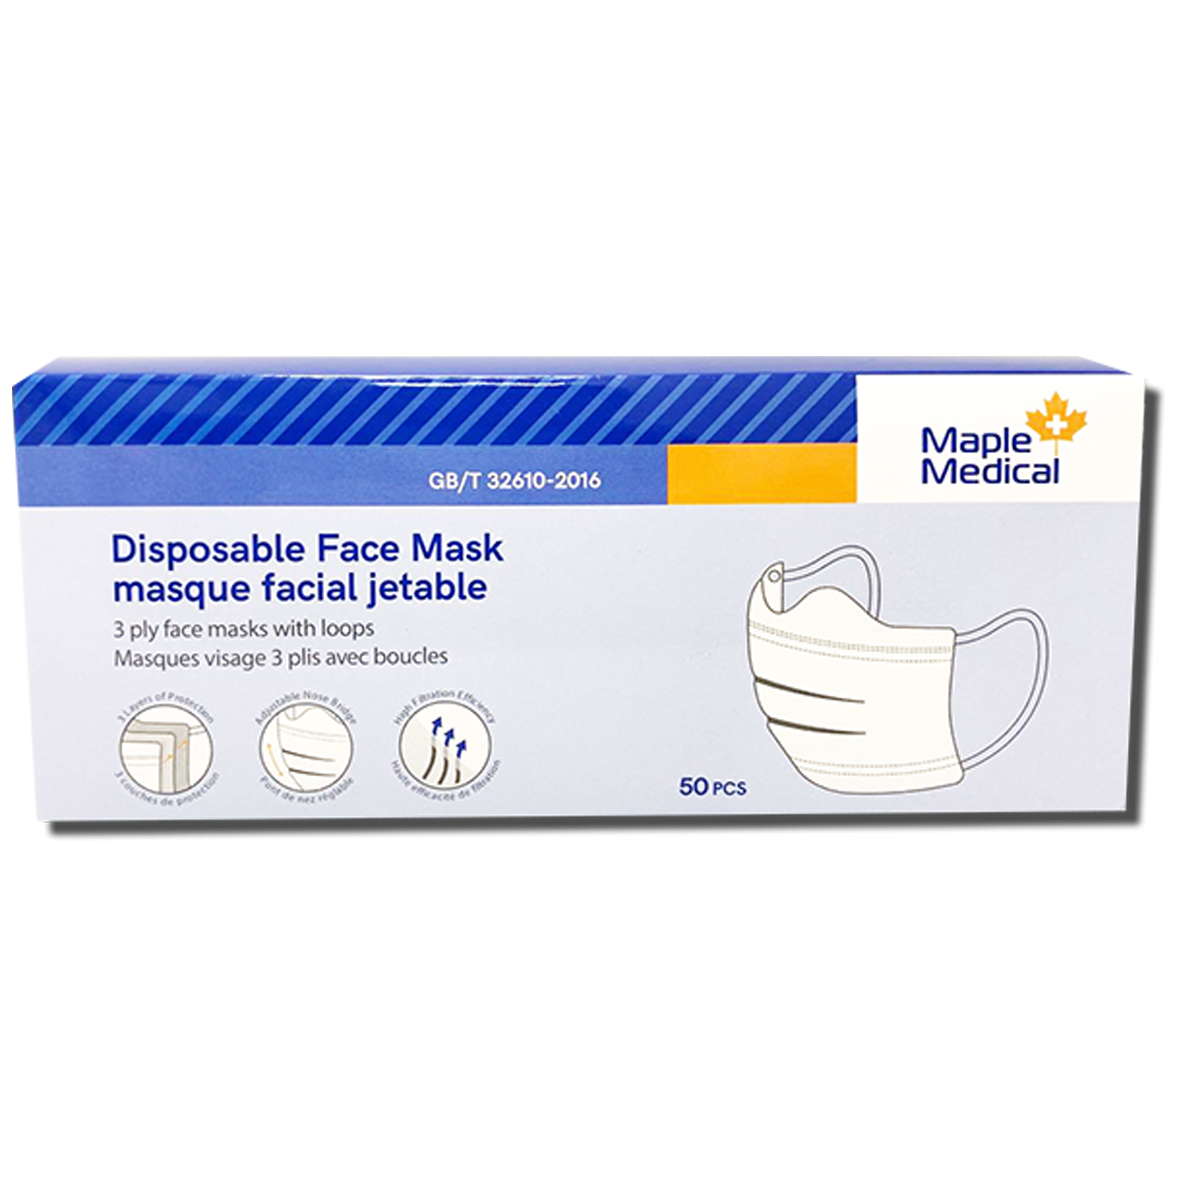 Maple
Medical
GB/T 32610-2016
Disposable Face Mask
masque facial jetable
3 ply face masks with loops
Masques visage 3 plis avec boucles
3 Layers of Protection
3 couches de protection
Adjustable Nose Bridge
Pont de nez réglable
High Filtration Efficiency
Haute efficacité de filtration
50 PCS